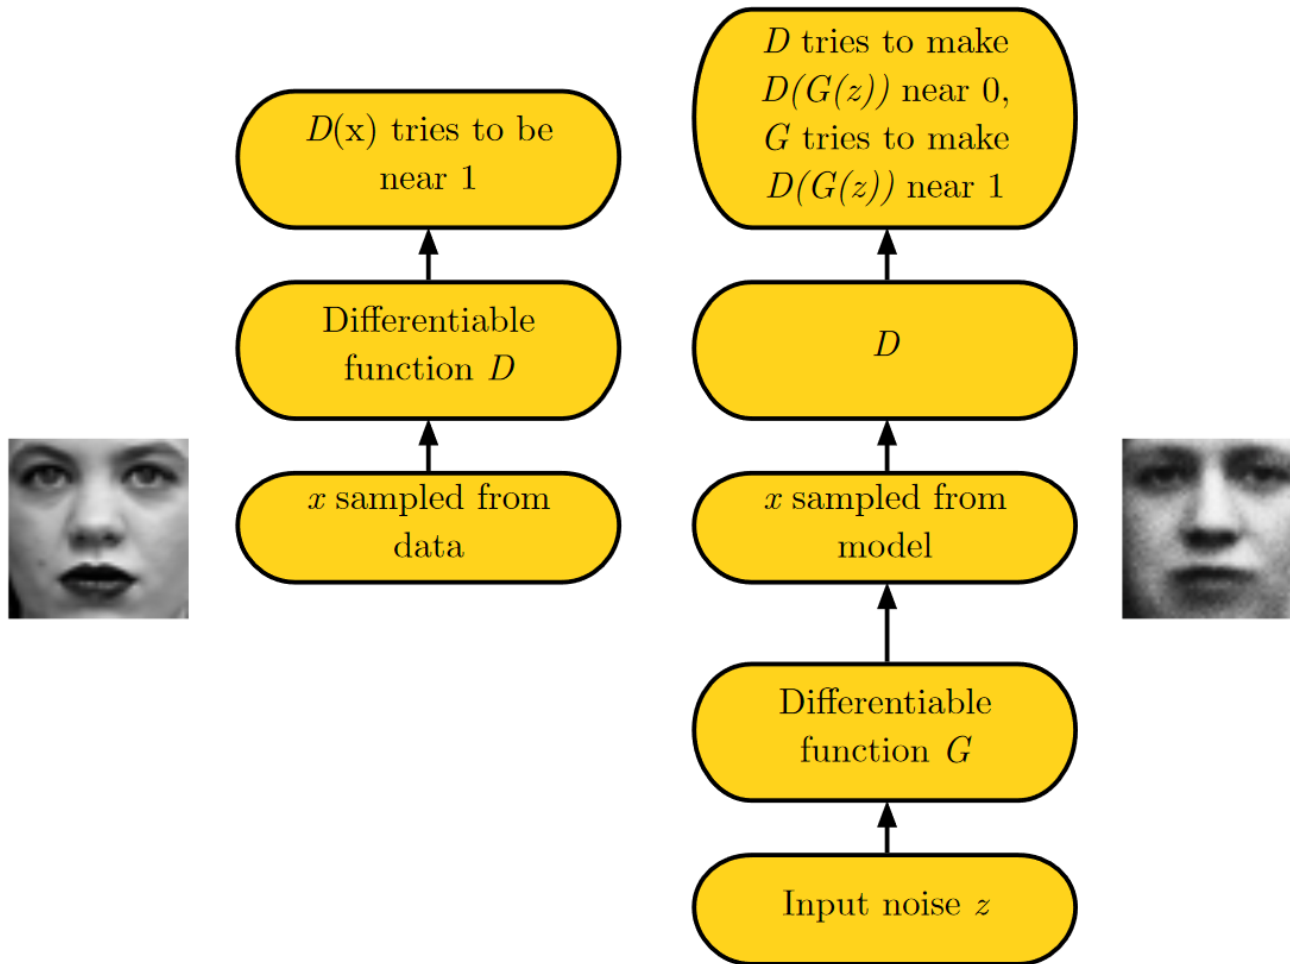 D(x) tries to be
near 1
Differentiable
function D
x sampled from
data
D tries to make
D(G(z)) near 0,
G tries to make
D(G(z)) near 1
D
x sampled from
model
Differentiable
function G
Input noise z